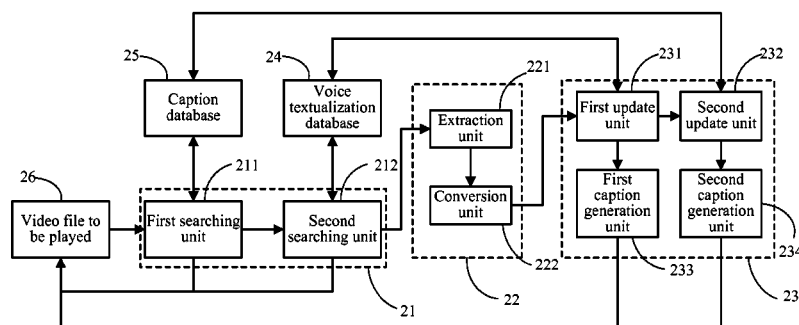 25
24
231
232
Caption
database
Voice
textualization
database
221
First update
unit
Second
update unit
Extraction
unit
26
211
212
Video file to
be played
First searching
unit
Second
searching unit
Conversion
unit
First
caption
generation
unit
Second
caption
generation
unit
222
21
22
233
234
23